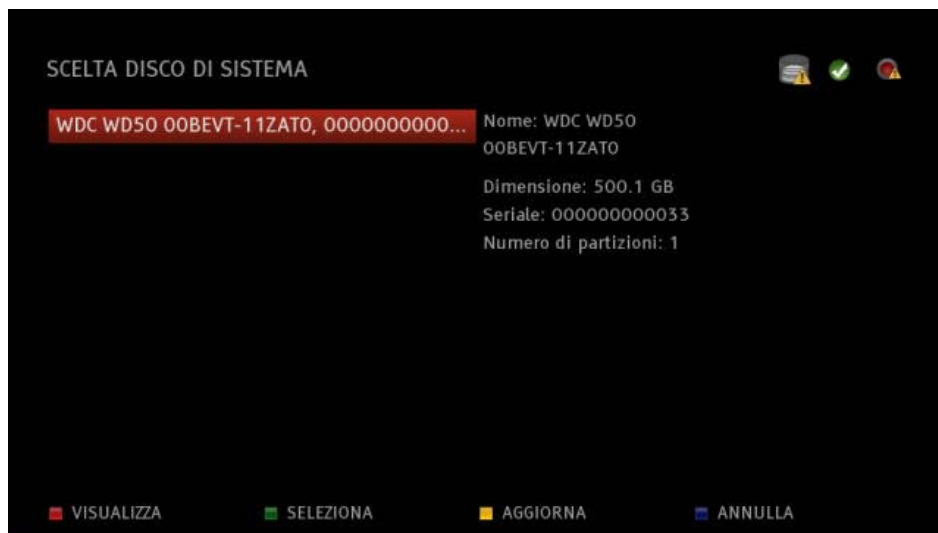 SCELTA DISCO DI SISTEMA
WDC WD50 00BEVT-11ZAT0, 0000000000...
Nome: WDC WD50
00BEVT-11ZAT0
Dimensione: 500.1 GB
Seriale: 000000000033
Numero di partizioni: 1
VISUALIZZA
SELEZIONA
AGGIORNA
ANNULLA